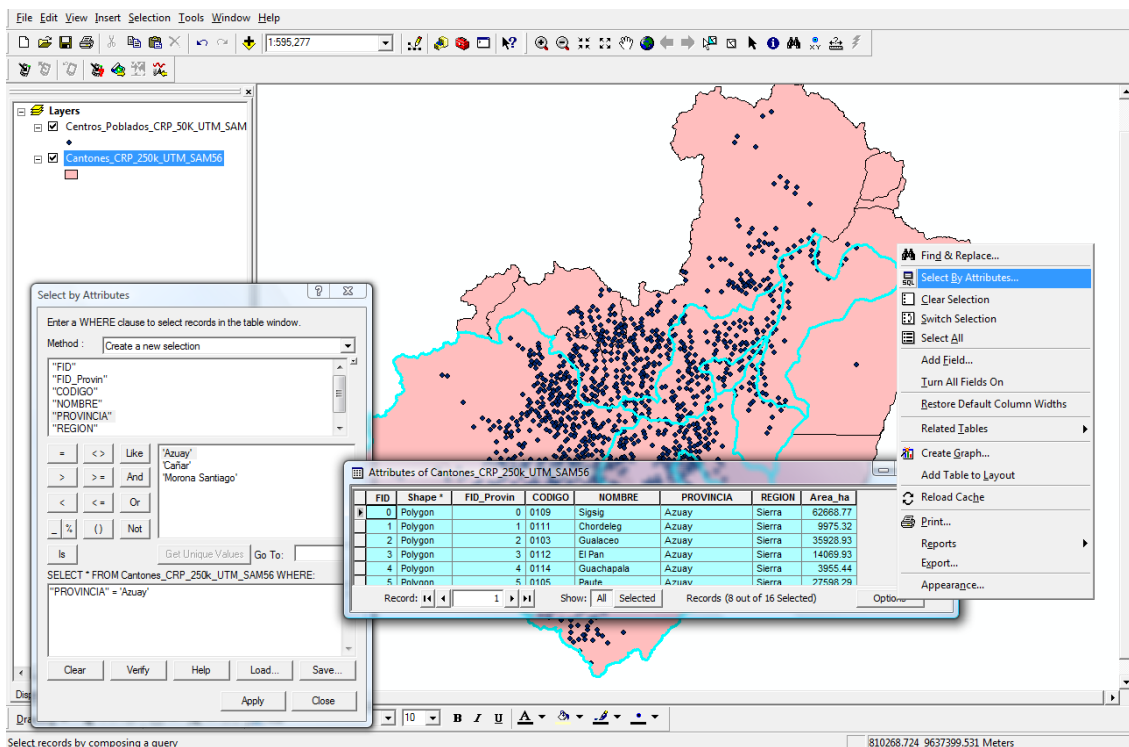 File Edit View Insert Selection Tools Window Help
1:595,277
Layers
Centros_Poblados_CRP_50K_UTM_SAM
Cantones_CRP_250k_UTM_SAM56
Find & Replace...
Select By Attributes...
Clear Selection
Switch Selection
Select All
Add Field...
Turn All Fields On
Restore Default Column Widths
Related Tables
Create Graph...
Add Table to Layout
Reload Cache
Print...
Reports
Export...
Appearance...
Select by Attributes
Enter a WHERE clause to select records in the table window.
Method : Create a new selection
"FID"
"FID_Provin"
"CODIGO"
"NOMBRE"
"PROVINCIA"
"REGION"
= < > Like
> > = And
< < = Or
_ % ( ) Not
Is
'Azuay'
'Cañar'
'Morona Santiago'
Get Unique Values Go To:
SELECT * FROM Cantones_CRP_250k_UTM_SAM56 WHERE:
"PROVINCIA" = 'Azuay'
Clear Verify Help Load... Save...
Apply Close
Attributes of Cantones_CRP_250k_UTM_SAM56
FID Shape * FID_Provin CODIGO NOMBRE PROVINCIA REGION Area_ha
0 Polygon 0 0109 Sigsig Azuay Sierra 62668.77
1 Polygon 1 0111 Chordeleg Azuay Sierra 9975.32
2 Polygon 2 0103 Gualaceo Azuay Sierra 35928.93
3 Polygon 3 0112 El Pan Azuay Sierra 14069.93
4 Polygon 4 0114 Guachapala Azuay Sierra 3955.44
5 Polygon 5 0105 Paute Azuay Sierra 27598.29
Record: 1 Show: All Selected Records (8 out of 16 Selected)
10 B I U A
Select records by composing a query
810268.724 9637399.531 Meters